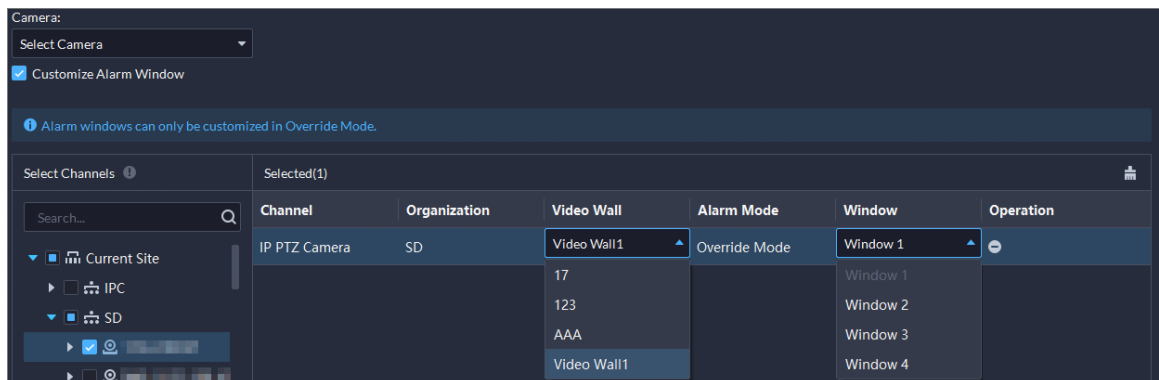 Camera:
Select Camera
Customize Alarm Window
Alarm windows can only be customized in Override Mode.
Select Channels
Selected(1)
Search...
Channel Organization Video Wall Alarm Mode Window Operation
IP PTZ Camera SD Video Wall1 Override Mode Window 1
Current Site
IPC
SD
17
123
AAA
Video Wall1
Window 1
Window 2
Window 3
Window 4